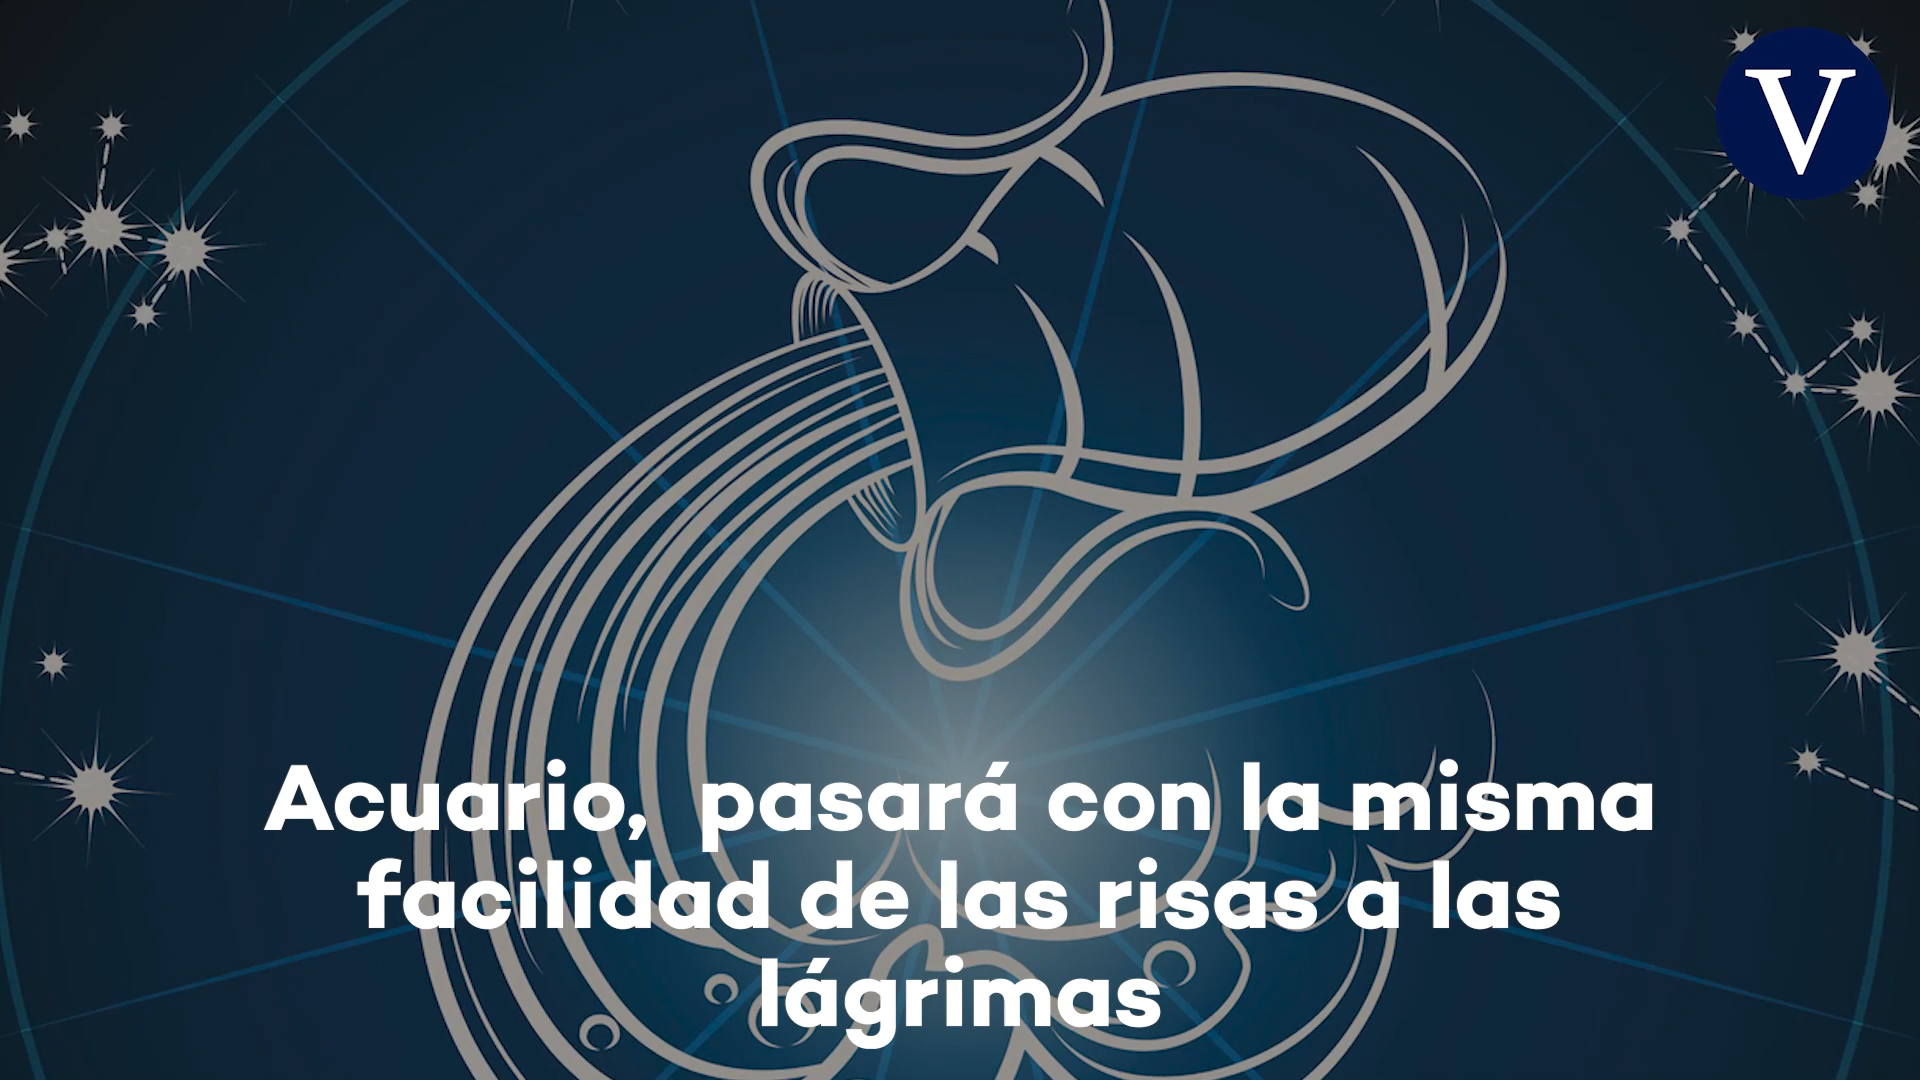 V
Acuario,  pasará con la misma
facilidad de las risas a las
lágrimas